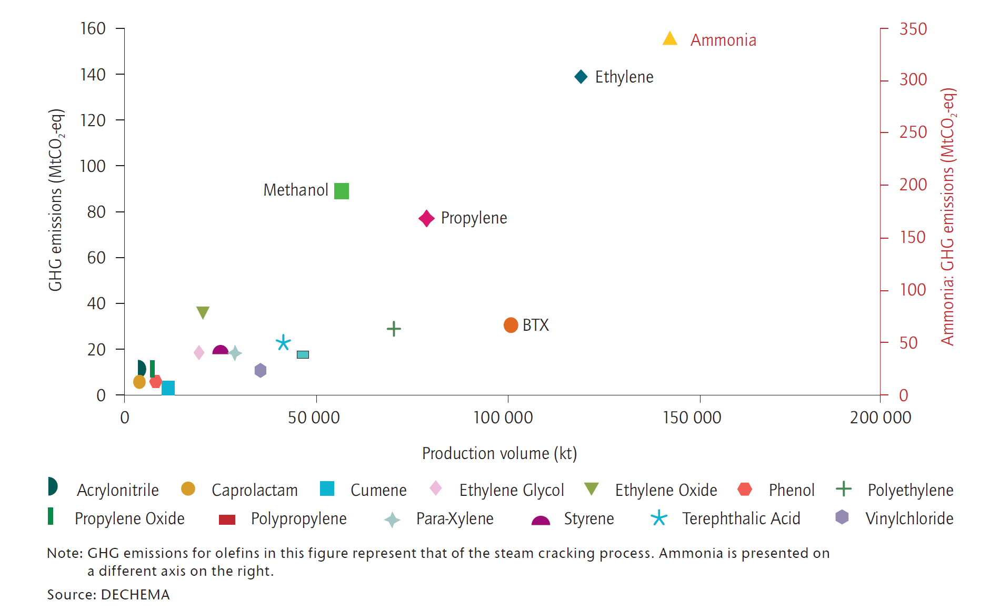 160
140
120
100
80
60
40
20
0
GHG emissions (MtCO2-eq)
350
300
250
200
150
100
50
0
Ammonia: GHG emissions (MtCO2-eq)
Ammonia
Ethylene
Methanol
Propylene
BTX
0 50 000 100 000 150 000 200 000
Production volume (kt)
Acrylonitrile Caprolactam Cumene Ethylene Glycol Ethylene Oxide Phenol Polyethylene
Propylene Oxide Polypropylene Para-Xylene Styrene Terephthalic Acid Vinylchloride
Note: GHG emissions for olefins in this figure represent that of the steam cracking process. Ammonia is presented on
a different axis on the right.
Source: DECHEMA